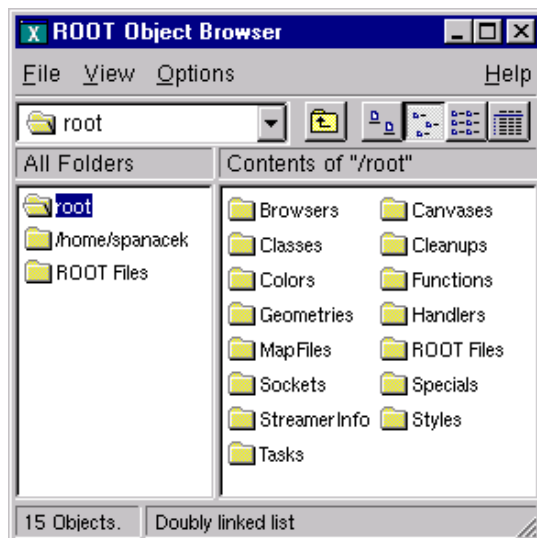 ROOT Object Browser
File View Options Help
root
All Folders Contents of "/root"
root
/home/spanacek
ROOT Files
Browsers Canvases
Classes Cleanups
Colors Functions
Geometries Handlers
MapFiles ROOT Files
Sockets Specials
StreamerInfo Styles
Tasks
15 Objects. Doubly linked list